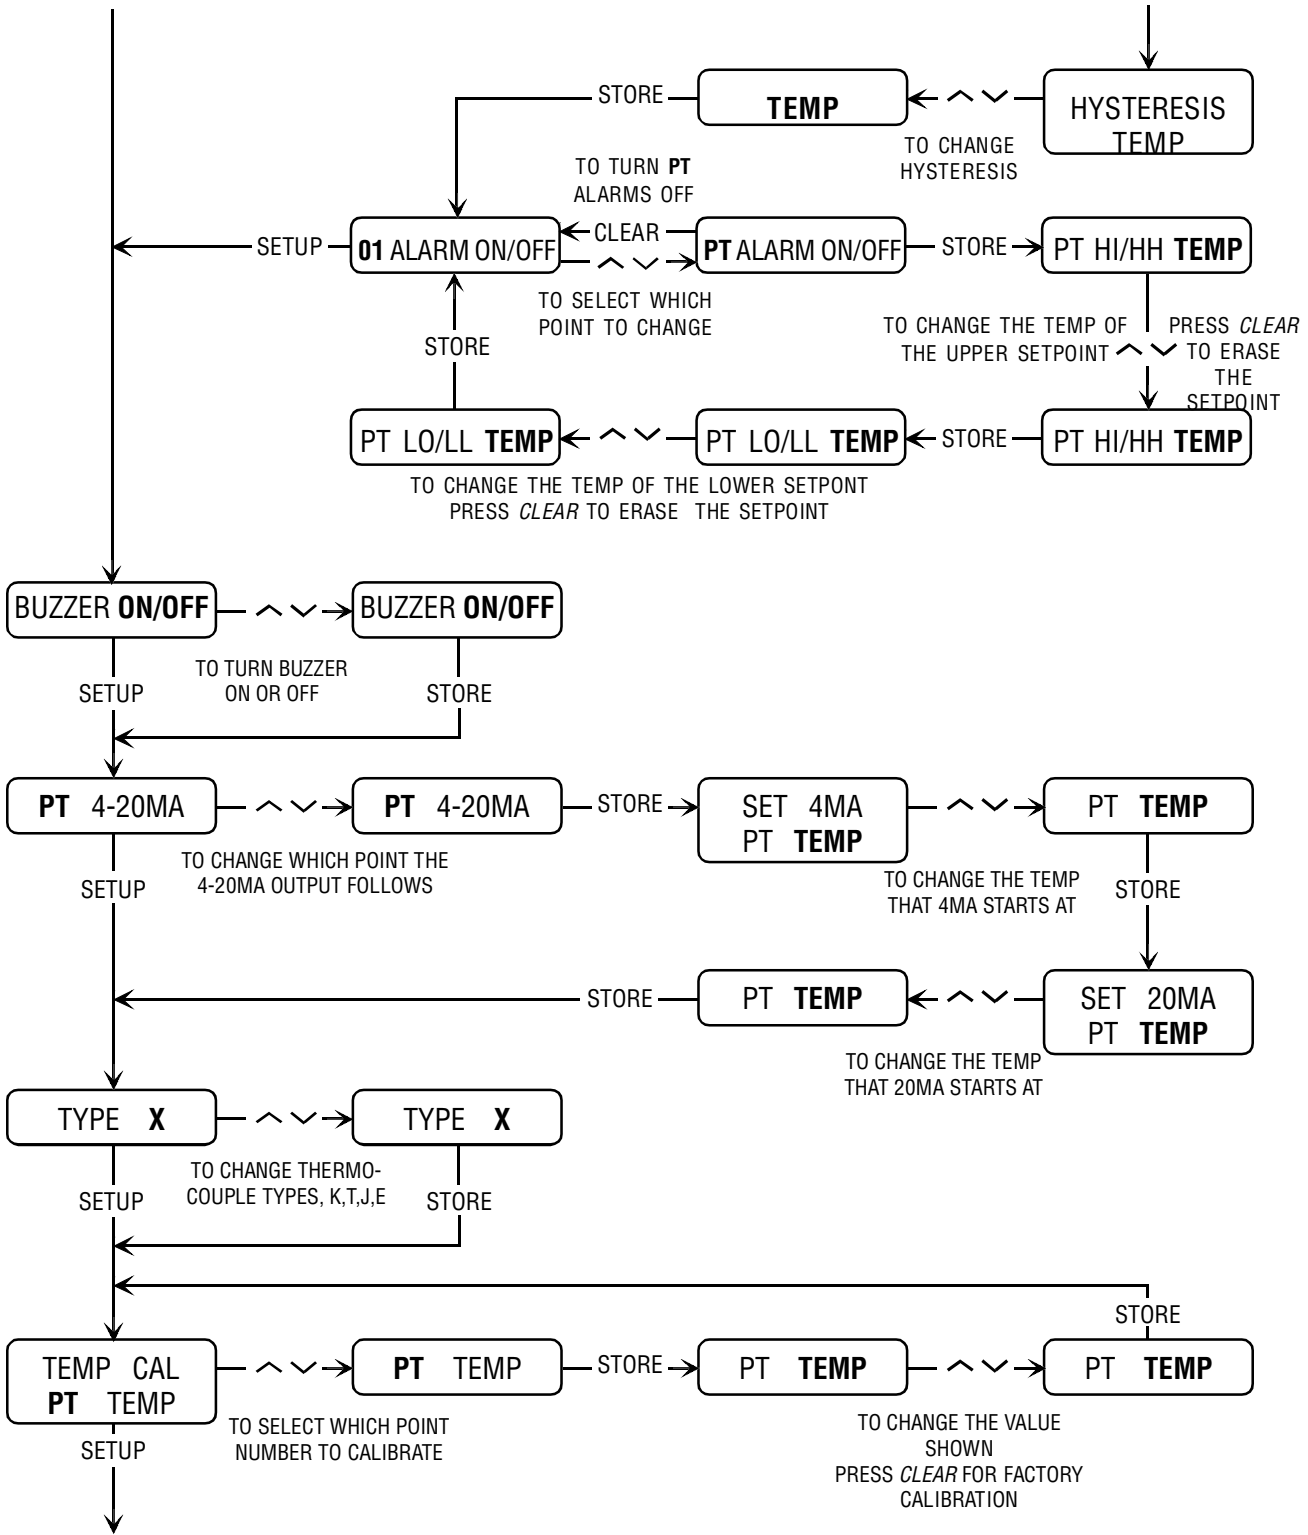 STORE
TEMP
HYSTERESIS
TEMP
TO CHANGE
HYSTERESIS
TO TURN PT
ALARMS OFF
SETUP
01 ALARM ON/OFF
CLEAR
PT ALARM ON/OFF
STORE
PT HI/HH TEMP
TO SELECT WHICH
POINT TO CHANGE
STORE
TO CHANGE THE TEMP OF
THE UPPER SETPOINT
PRESS CLEAR
TO ERASE
THE
SETPOINT
PT LO/LL TEMP
PT LO/LL TEMP
STORE
PT HI/HH TEMP
TO CHANGE THE TEMP OF THE LOWER SETPONT
PRESS CLEAR TO ERASE THE SETPOINT
BUZZER ON/OFF
BUZZER ON/OFF
SETUP
TO TURN BUZZER
ON OR OFF
STORE
PT 4-20MA
PT 4-20MA
STORE
SET 4MA
PT TEMP
PT TEMP
SETUP
TO CHANGE WHICH POINT THE
4-20MA OUTPUT FOLLOWS
TO CHANGE THE TEMP
THAT 4MA STARTS AT
STORE
STORE
PT TEMP
SET 20MA
PT TEMP
TO CHANGE THE TEMP
THAT 20MA STARTS AT
TYPE X
TYPE X
SETUP
TO CHANGE THERMO-
COUPLE TYPES, K,T,J,E
STORE
STORE
TEMP CAL
PT TEMP
PT TEMP
STORE
PT TEMP
PT TEMP
SETUP
TO SELECT WHICH POINT
NUMBER TO CALIBRATE
TO CHANGE THE VALUE
SHOWN
PRESS CLEAR FOR FACTORY
CALIBRATION